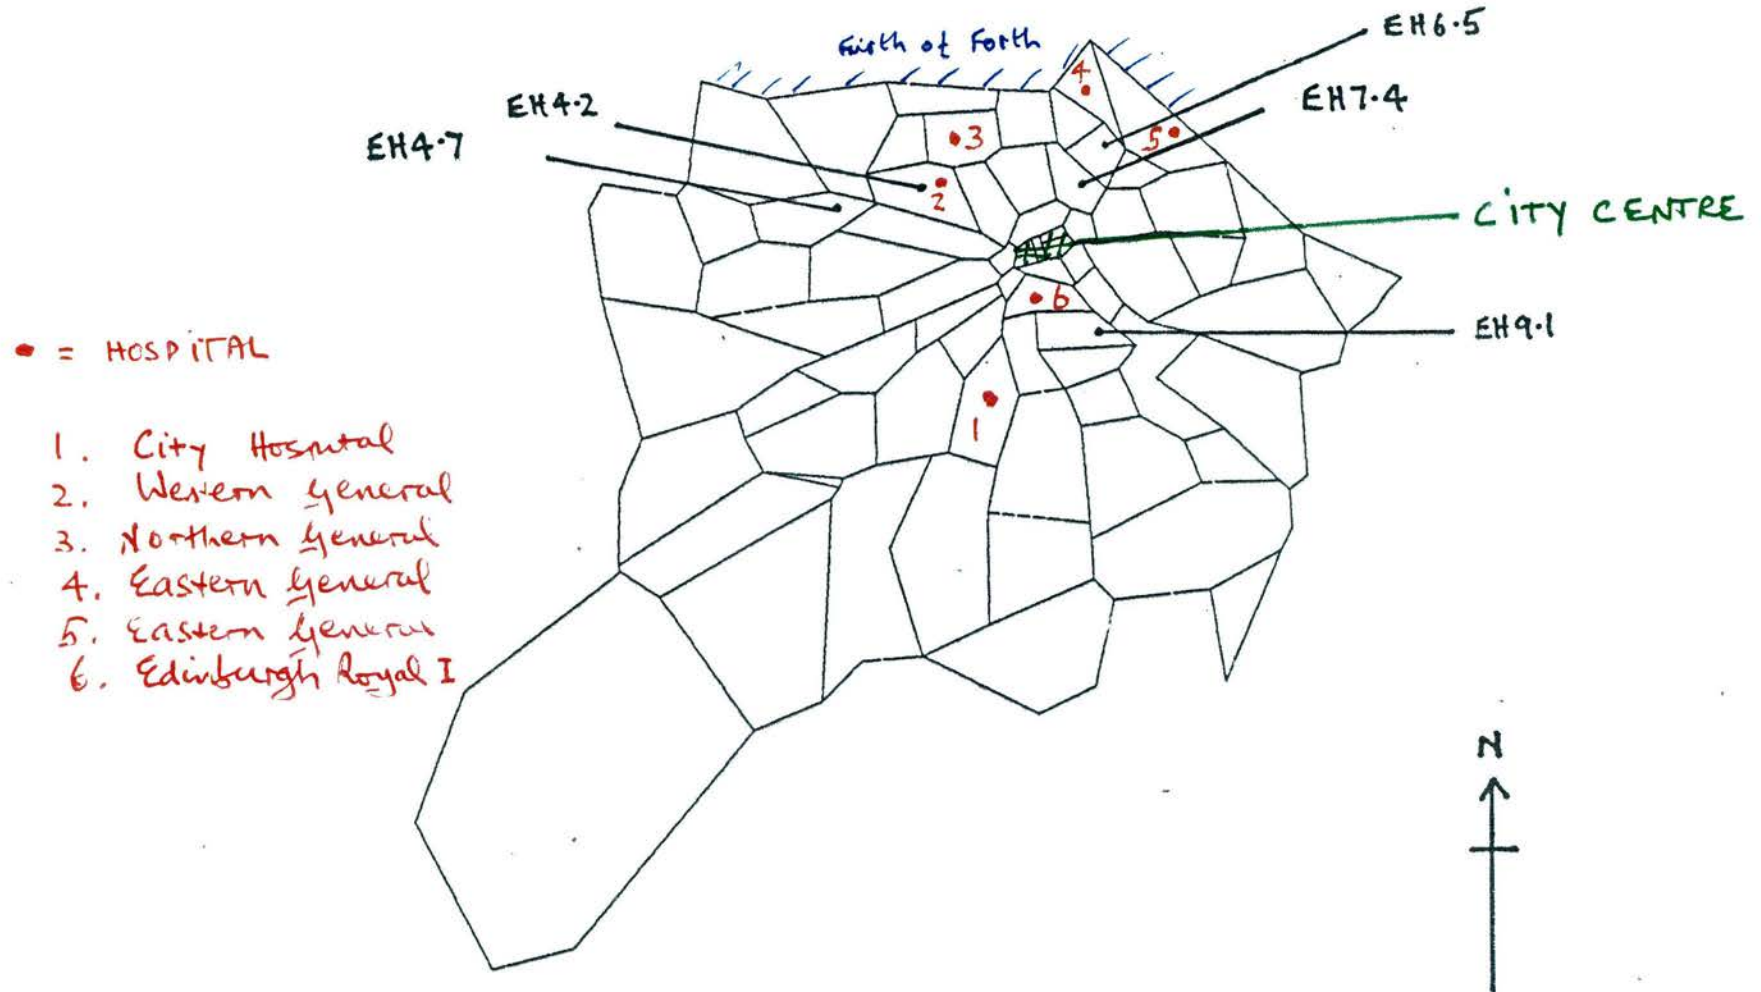 Firth of Forth
EH6.5
EH7.4
EH4.2
EH4.7
CITY CENTRE
EH9.1
4
3
5
2
6
1
• = HOSPITAL
1. City Hospital
2. Western General
3. Northern General
4. Eastern General
5. Eastern General
6. Edinburgh Royal I
N